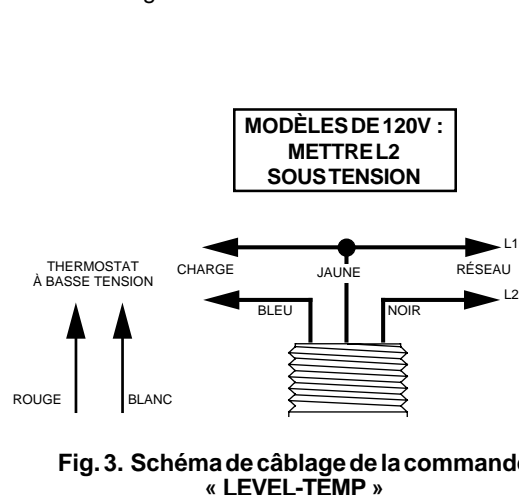 MODÈLES DE 120V :
METTRE L2
SOUS TENSION
L1
THERMOSTAT
À BASSE TENSION
CHARGE
JAUNE
RÉSEAU
L2
BLEU
NOIR
ROUGE
BLANC
Fig. 3. Schéma de câblage de la commande
« LEVEL-TEMP »